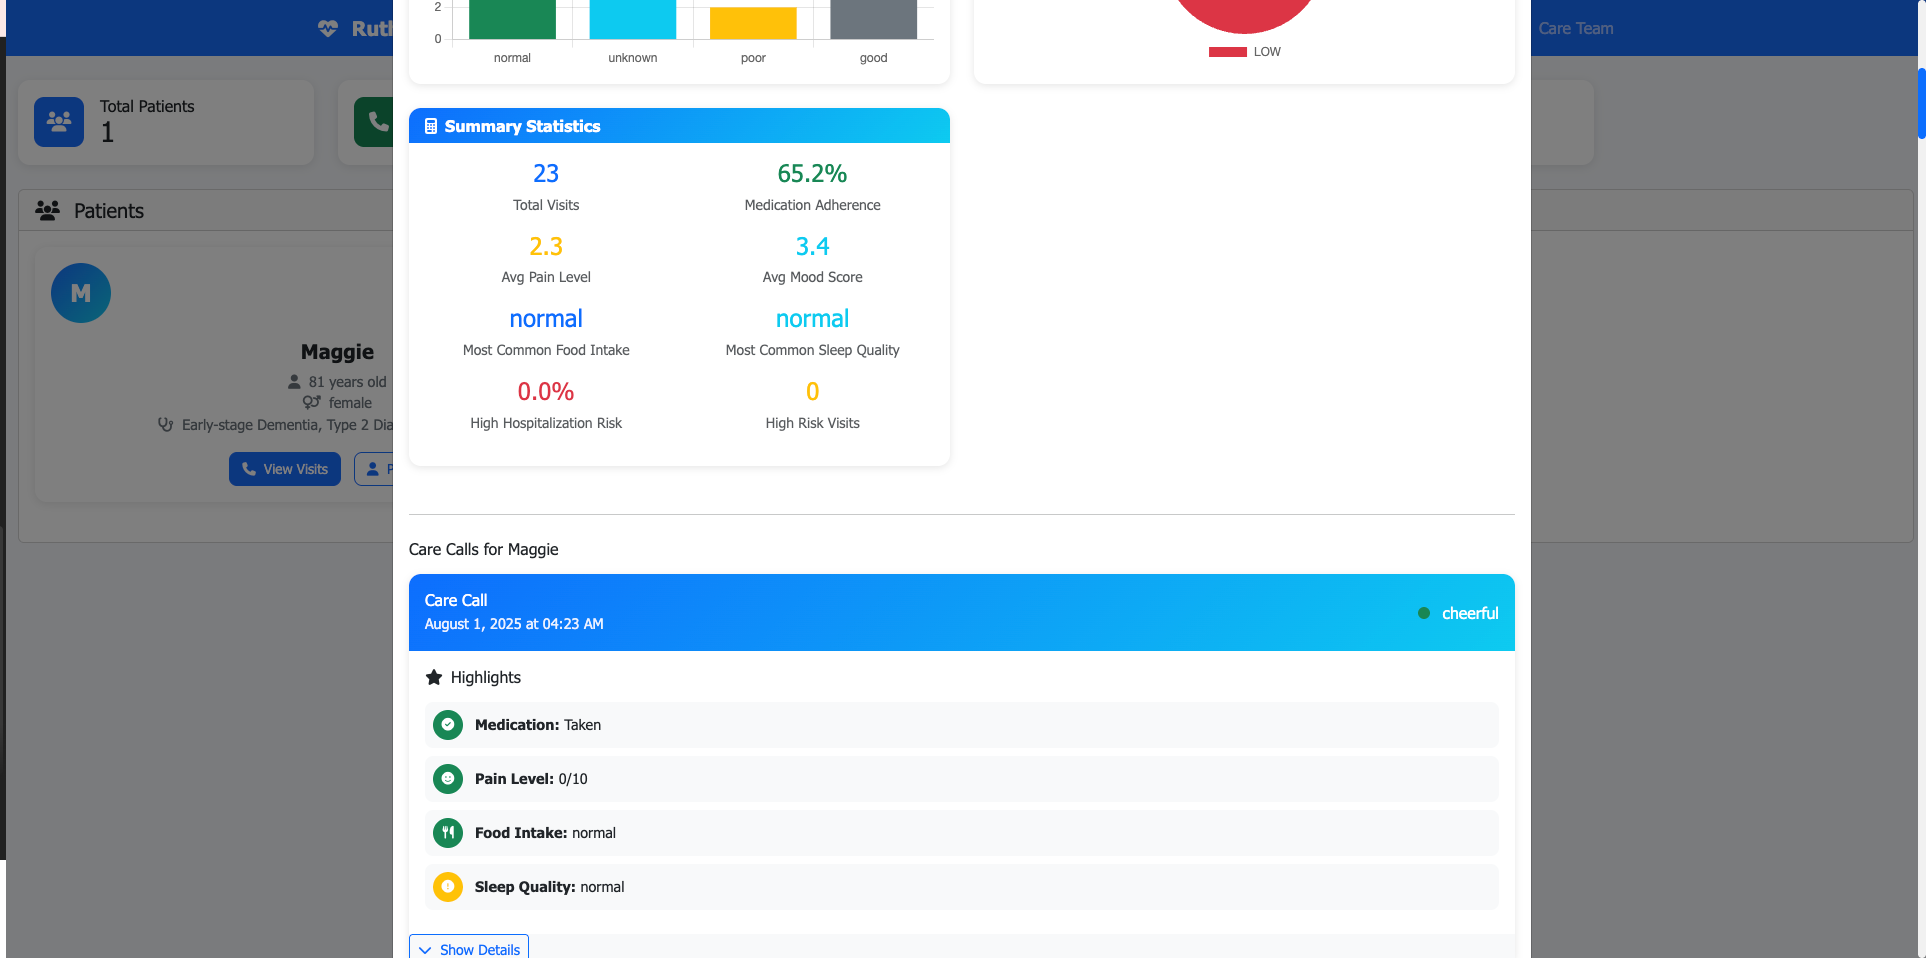 Care Team
Total Patients
1
Patients
M
Maggie
81 years old
female
Early-stage Dementia, Type 2 Dia
View Visits
2
0
normal
unknown
poor
good
LOW
Summary Statistics
23
Total Visits
65.2%
Medication Adherence
2.3
Avg Pain Level
3.4
Avg Mood Score
normal
Most Common Food Intake
normal
Most Common Sleep Quality
0.0%
High Hospitalization Risk
0
High Risk Visits
Care Calls for Maggie
Care Call
August 1, 2025 at 04:23 AM
cheerful
Highlights
Medication: Taken
Pain Level: 0/10
Food Intake: normal
Sleep Quality: normal
Show Details